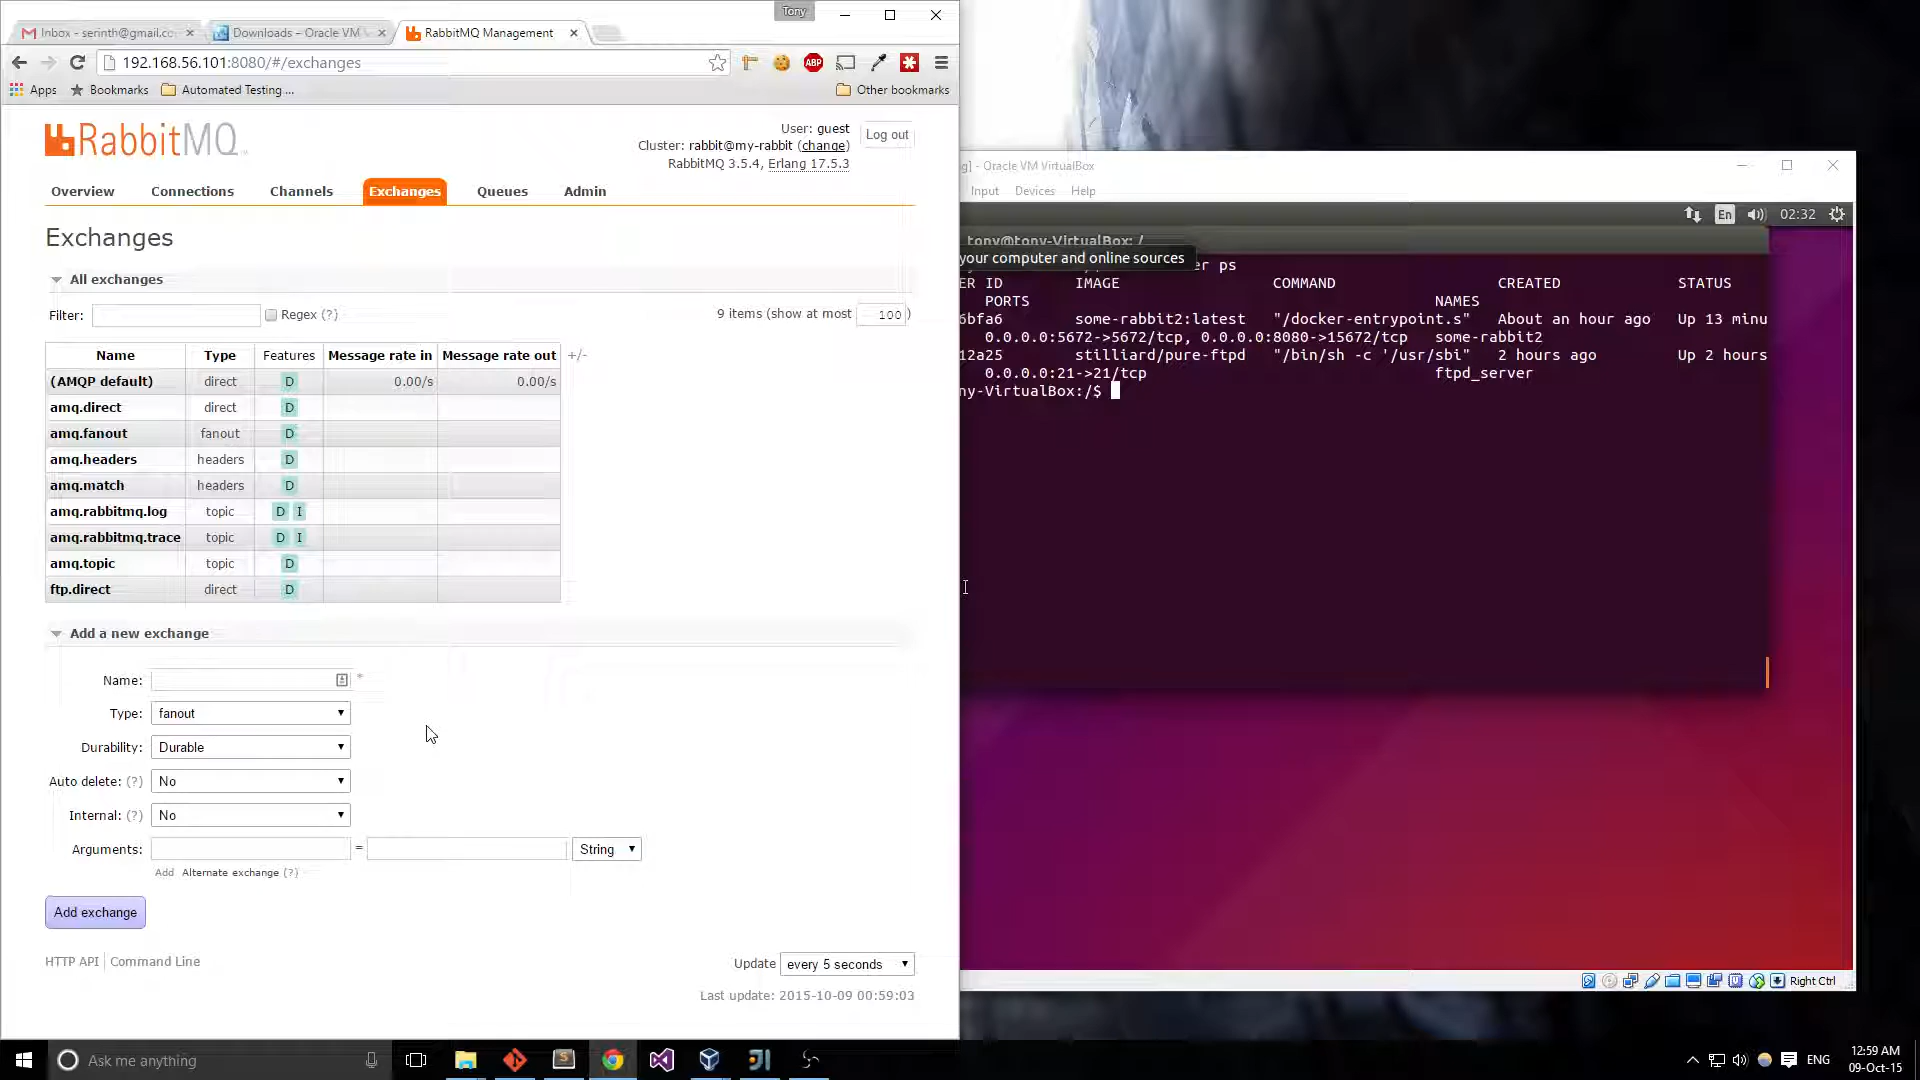 Tony
Inbox - serinth@gmail.co
Downloads – Oracle VM
RabbitMQ Management
192.168.56.101:8080/#/exchanges
ABP
Apps
Bookmarks
Automated Testing ...
Other bookmarks
RabbitMQ
User: guest
Log out
Cluster: rabbit@my-rabbit (change)
RabbitMQ 3.5.4, Erlang 17.5.3
Overview Connections Channels Exchanges Queues Admin
Exchanges
All exchanges
Filter:
Regex (?)
9 items (show at most 100 )
Name Type Features Message rate in Message rate out +/-
(AMQP default) direct D 0.00/s 0.00/s
amq.direct direct D
amq.fanout fanout D
amq.headers headers D
amq.match headers D
amq.rabbitmq.log topic D I
amq.rabbitmq.trace topic D I
amq.topic topic D
ftp.direct direct D
Add a new exchange
Name: *
Type: fanout
Durability: Durable
Auto delete: (?) No
Internal: (?) No
Arguments: = String
Add Alternate exchange (?)
Add exchange
HTTP API Command Line
Update every 5 seconds
Last update: 2015-10-09 00:59:03
g] - Oracle VM VirtualBox
Input Devices Help
En 02:32
tony@tony-VirtualBox: /
your computer and online sources
er ps
ER ID IMAGE COMMAND CREATED STATUS
PORTS NAMES
6bfa6 some-rabbit2:latest "/docker-entrypoint.s" About an hour ago Up 13 minu
0.0.0.0:5672->5672/tcp, 0.0.0.0:8080->15672/tcp some-rabbit2
12a25 stilliard/pure-ftpd "/bin/sh -c '/usr/sbi" 2 hours ago Up 2 hours
0.0.0.0:21->21/tcp ftpd_server
ny-VirtualBox:/$
Right Ctrl
Ask me anything
ENG
12:59 AM
09-Oct-15